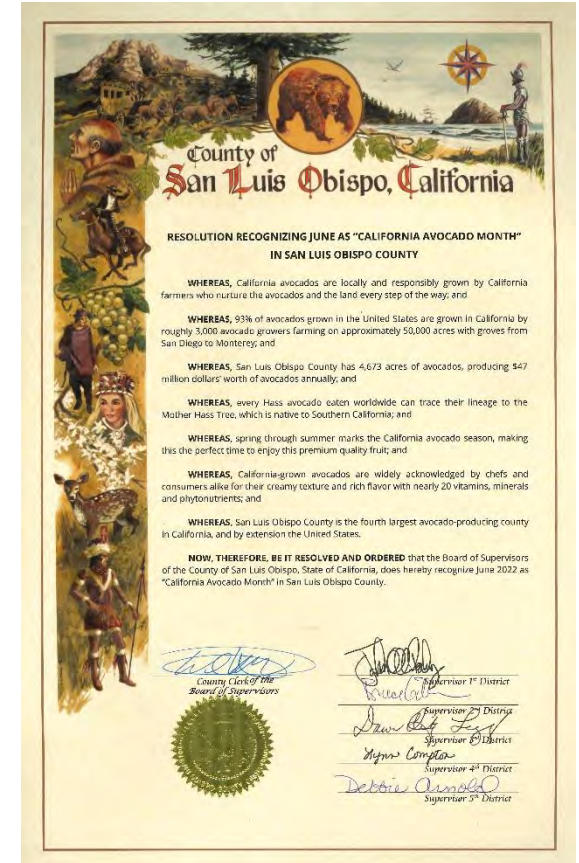 County of
San Luis Obispo, California
RESOLUTION RECOGNIZING JUNE AS "CALIFORNIA AVOCADO MONTH"
IN SAN LUIS OBISPO COUNTY
WHEREAS, California avocados are locally and responsibly grown by California
farmers who nurture the avocados and the land every step of the way; and
WHEREAS, 93% of avocados grown in the United States are grown in California by
roughly 3,000 avocado growers farming on approximately 50,000 acres with groves from
San Diego to Monterey; and
WHEREAS, San Luis Obispo County has 4,673 acres of avocados, producing $47
million dollars' worth of avocados annually; and
WHEREAS, every Hass avocado eaten worldwide can trace their lineage to the
Mother Hass Tree, which is native to Southern California; and
WHEREAS, spring through summer marks the California avocado season, making
this the perfect time to enjoy this premium quality fruit; and
WHEREAS, California-grown avocados are widely acknowledged by chefs and
consumers alike for their creamy texture and rich flavor with nearly 20 vitamins, minerals
and phytonutrients; and
WHEREAS, San Luis Obispo County is the fourth largest avocado-producing county
in California, and by extension the United States.
NOW, THEREFORE, BE IT RESOLVED AND ORDERED that the Board of Supervisors
of the County of San Luis Obispo, State of California, does hereby recognize June 2022 as
"California Avocado Month" in San Luis Obispo County.
County Clerk of the
Board of Supervisors
Supervisor 1st District
Supervisor 2nd District
Supervisor 3rd District
Lynn Compton
Supervisor 4th District
Debbie Arnold
Supervisor 5th District